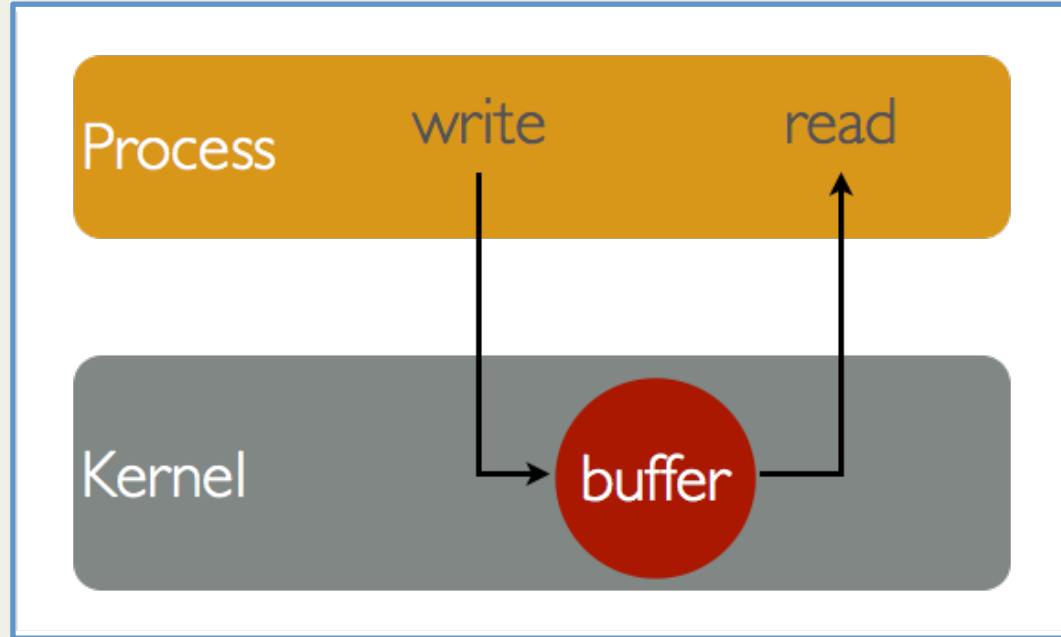 Process
write
read
Kernel
buffer